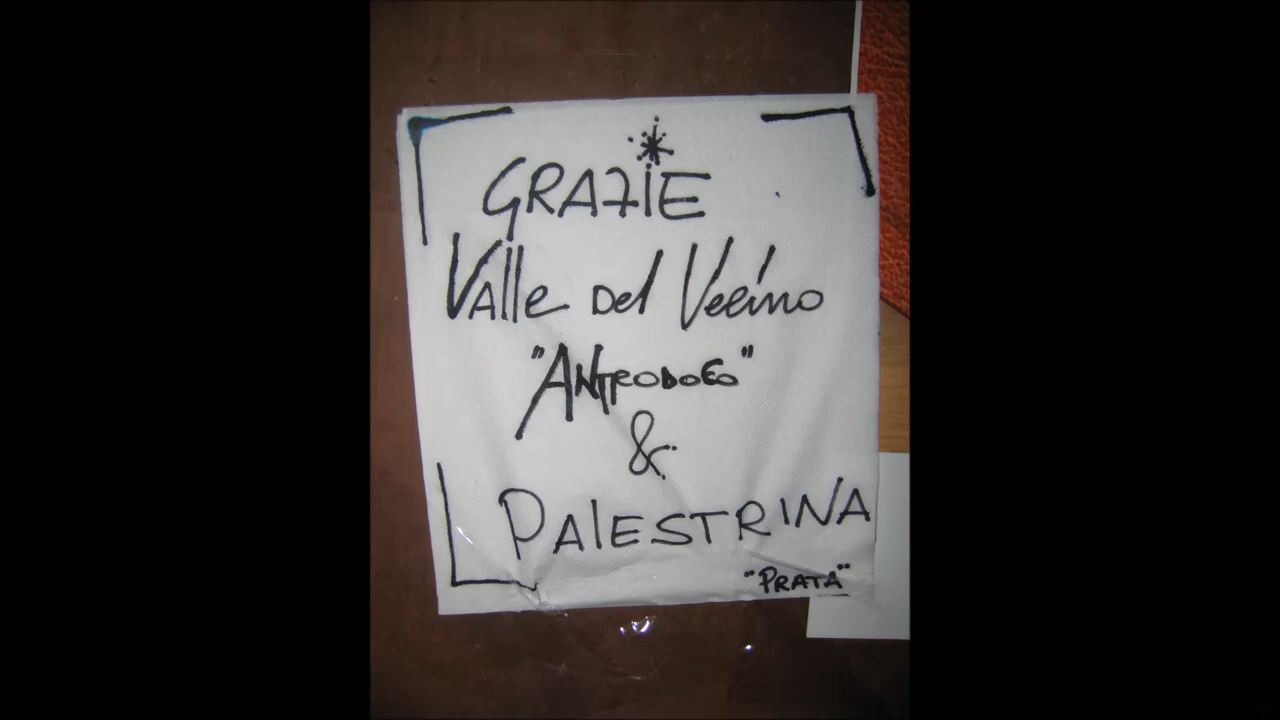 GRAZIE
Valle Del Velino
"ANTRODOCO"
&
PALESTRINA
"PRATA"